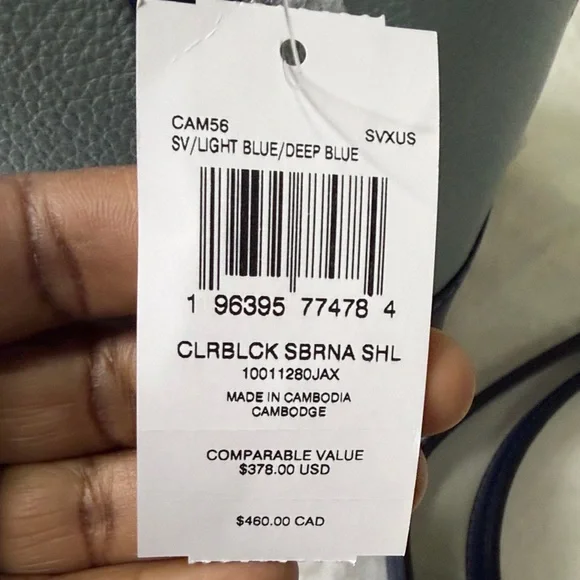 CAM56
SVXUS
SV/LIGHT BLUE/DEEP BLUE
1 96395 77478 4
CLRBLCK SBRNA SHL
10011280JAX
MADE IN CAMBODIA
CAMBODGE
COMPARABLE VALUE
$378.00 USD
$460.00 CAD